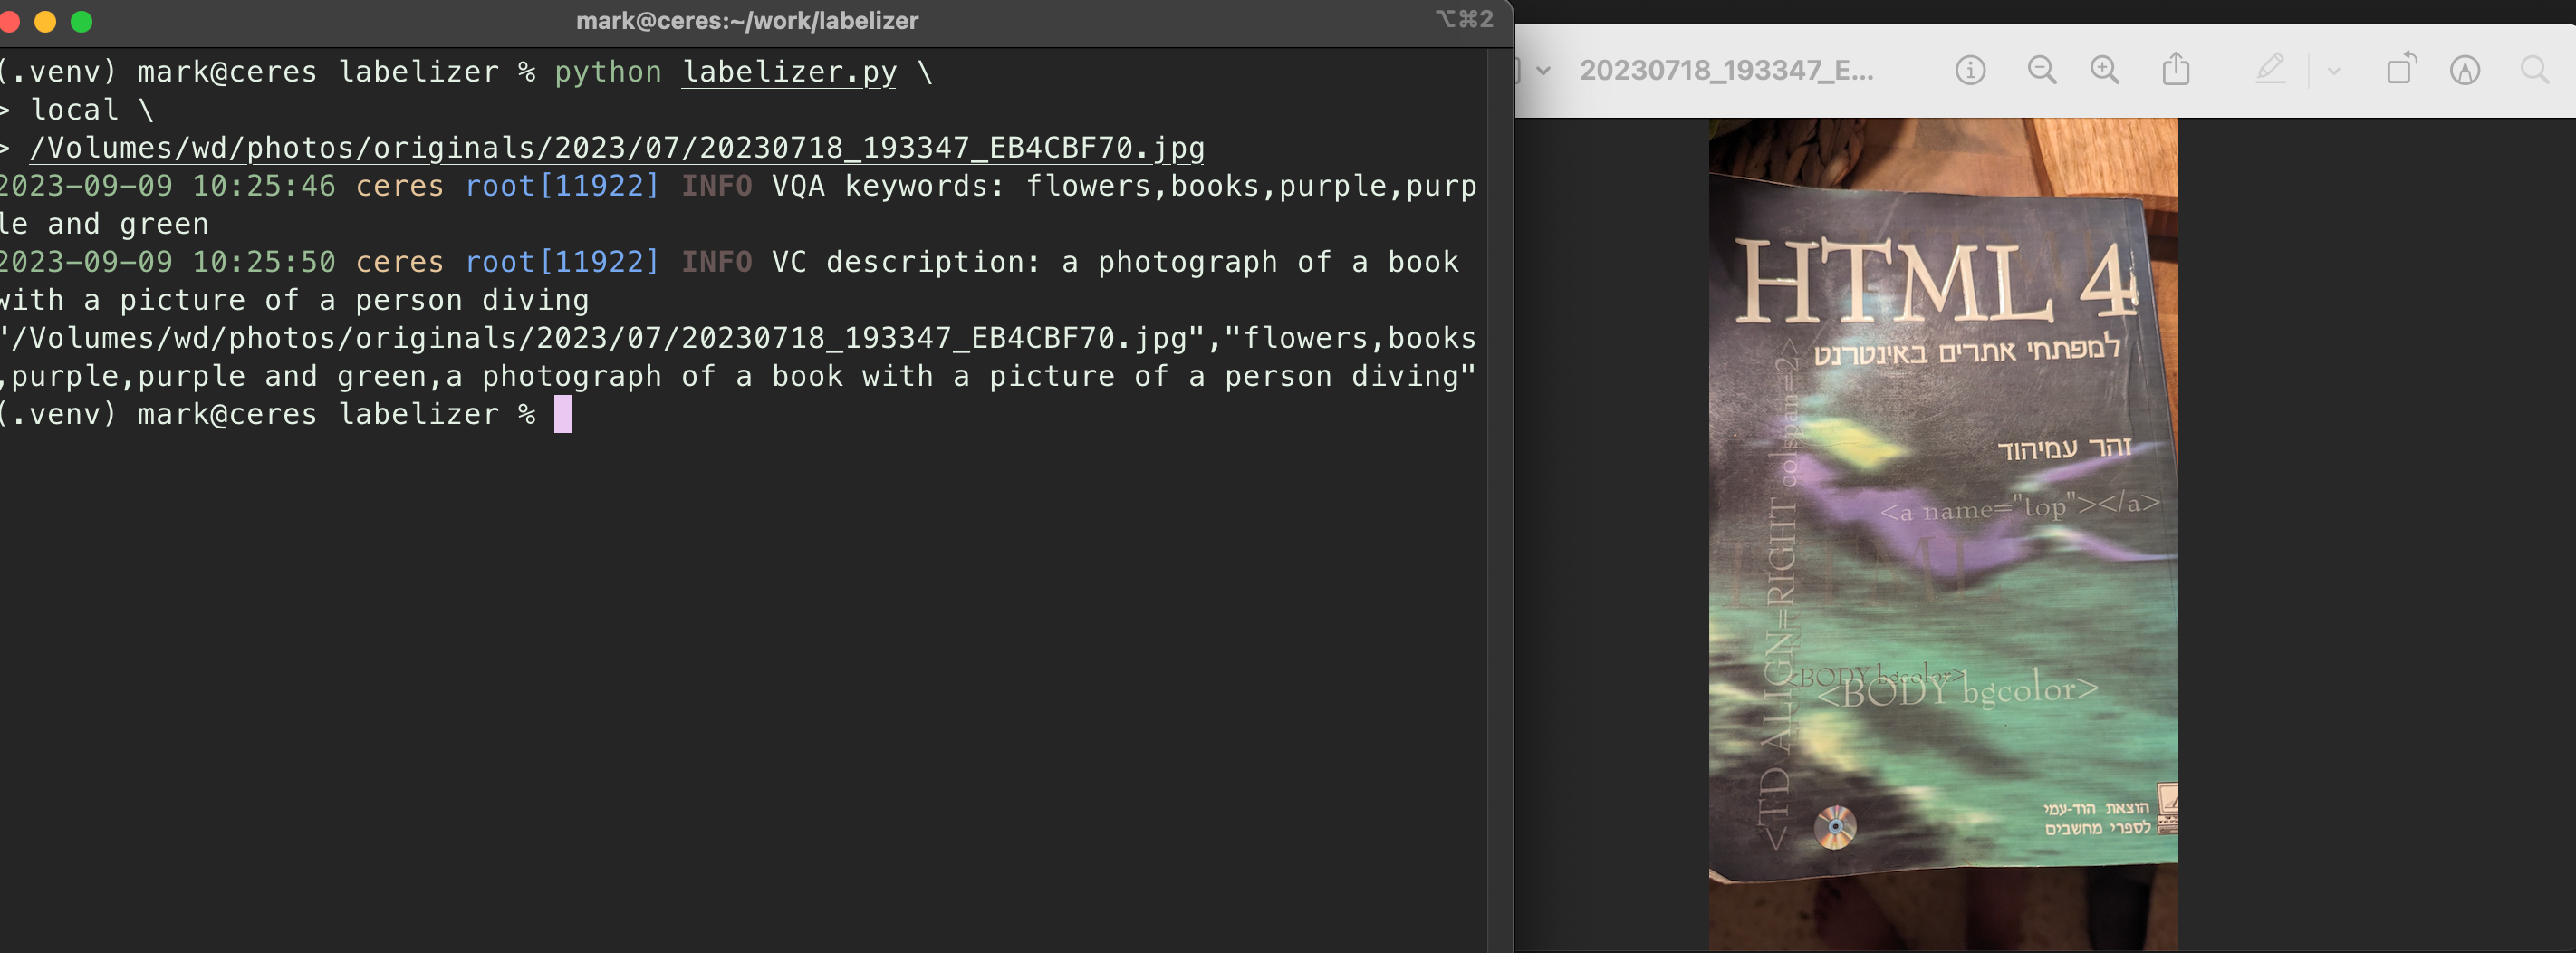 mark@ceres:~/work/labelizer
⌥⌘2
(.venv) mark@ceres labelizer % python labelizer.py \
> local \
> /Volumes/wd/photos/originals/2023/07/20230718_193347_EB4CBF70.jpg
2023-09-09 10:25:46 ceres root[11922] INFO VQA keywords: flowers,books,purple,purp
le and green
2023-09-09 10:25:50 ceres root[11922] INFO VC description: a photograph of a book
with a picture of a person diving
"/Volumes/wd/photos/originals/2023/07/20230718_193347_EB4CBF70.jpg","flowers,books
,purple,purple and green,a photograph of a book with a picture of a person diving"
(.venv) mark@ceres labelizer %
20230718_193347_E...
HTML 4
למפתחי אתרים באינטרנט
זהר עמיהוד
<a name="top"></a>
HTML
<TD ALIGN=RIGHT colspan=2>
<BODY bgcolor>
<BODY bgcolor>
הוצאת הוד-עמי
לספרי מחשבים